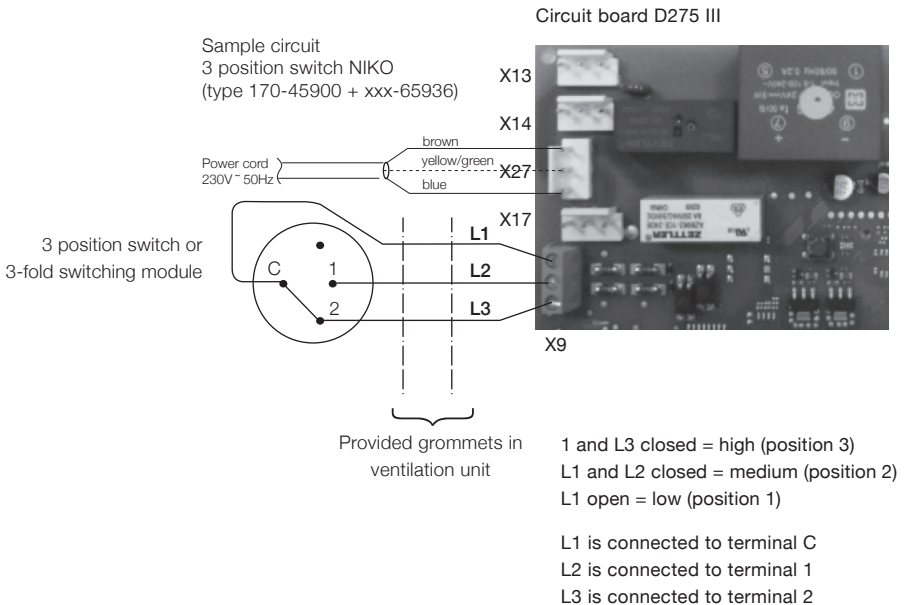 Circuit board D275 III
Sample circuit
3 position switch NIKO
(type 170-45900 + xxx-65936)
X13
X14
brown
Power cord
230V~ 50Hz
yellow/green
X27
blue
X17
3 position switch or
3-fold switching module
L1
C
1
L2
2
L3
X9
ZETTLER
Provided grommets in
ventilation unit
1 and L3 closed = high (position 3)
L1 and L2 closed = medium (position 2)
L1 open = low (position 1)
L1 is connected to terminal C
L2 is connected to terminal 1
L3 is connected to terminal 2